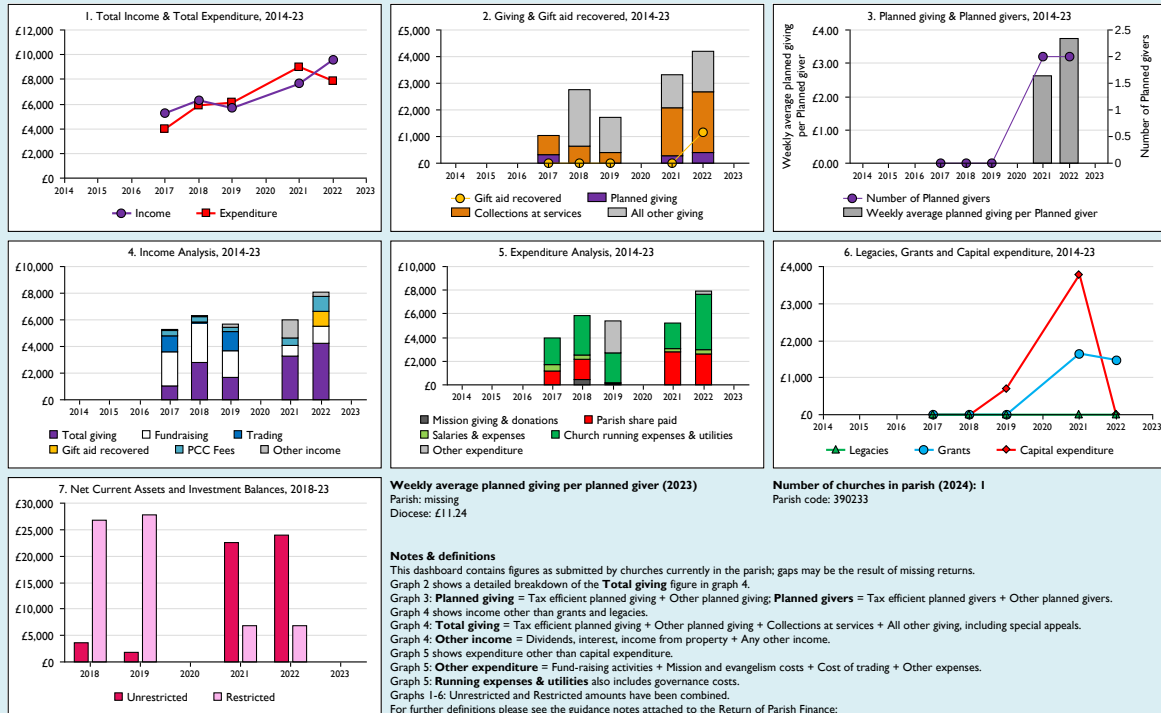 1. Total Income & Total Expenditure, 2014-23
£12,000
£10,000
£8,000
£6,000
£4,000
£2,000
£0
2014 2015 2016 2017 2018 2019 2020 2021 2022 2023
Income Expenditure
2. Giving & Gift aid recovered, 2014-23
£5,000
£4,000
£3,000
£2,000
£1,000
£0
2014 2015 2016 2017 2018 2019 2020 2021 2022 2023
Gift aid recovered Planned giving
Collections at services All other giving
3. Planned giving & Planned givers, 2014-23
Weekly average planned giving
per Planned giver
£4.00
£3.00
£2.00
£1.00
£0.00
2.5
2
1.5
1
0.5
0
Number of Planned givers
2014 2015 2016 2017 2018 2019 2020 2021 2022 2023
Number of Planned givers
Weekly average planned giving per Planned giver
4. Income Analysis, 2014-23
£10,000
£8,000
£6,000
£4,000
£2,000
£0
2014 2015 2016 2017 2018 2019 2020 2021 2022 2023
Total giving Fundraising Trading
Gift aid recovered PCC Fees Other income
5. Expenditure Analysis, 2014-23
£10,000
£8,000
£6,000
£4,000
£2,000
£0
2014 2015 2016 2017 2018 2019 2020 2021 2022 2023
Mission giving & donations Parish share paid
Salaries & expenses Church running expenses & utilities
Other expenditure
6. Legacies, Grants and Capital expenditure, 2014-23
£4,000
£3,000
£2,000
£1,000
£0
2014 2015 2016 2017 2018 2019 2020 2021 2022 2023
Legacies Grants Capital expenditure
7. Net Current Assets and Investment Balances, 2018-23
£30,000
£25,000
£20,000
£15,000
£10,000
£5,000
£0
2018 2019 2020 2021 2022 2023
Unrestricted Restricted
Weekly average planned giving per planned giver (2023)
Parish: missing
Diocese: £11.24
Number of churches in parish (2024): 1
Parish code: 390233
Notes & definitions
This dashboard contains figures as submitted by churches currently in the parish; gaps may be the result of missing returns.
Graph 2 shows a detailed breakdown of the Total giving figure in graph 4.
Graph 3: Planned giving = Tax efficient planned giving + Other planned giving; Planned givers = Tax efficient planned givers + Other planned givers.
Graph 4 shows income other than grants and legacies.
Graph 4: Total giving = Tax efficient planned giving + Other planned giving + Collections at services + All other giving, including special appeals.
Graph 4: Other income = Dividends, interest, income from property + Any other income.
Graph 5 shows expenditure other than capital expenditure.
Graph 5: Other expenditure = Fund-raising activities + Mission and evangelism costs + Cost of trading + Other expenses.
Graph 5: Running expenses & utilities also includes governance costs.
Graphs 1-6: Unrestricted and Restricted amounts have been combined.
For further definitions please see the guidance notes attached to the Return of Parish Finance: